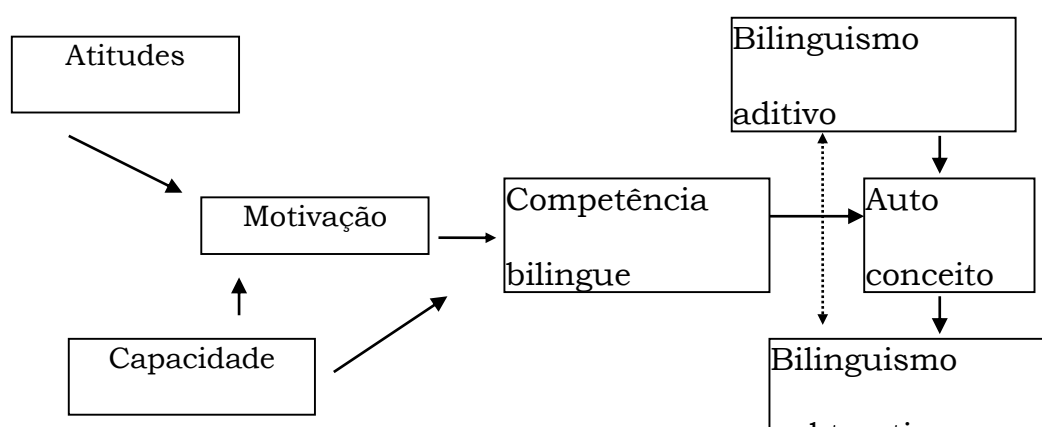 Atitudes
Bilinguismo
aditivo
Motivação
Competência
bilingue
Auto
conceito
Capacidade
Bilinguismo